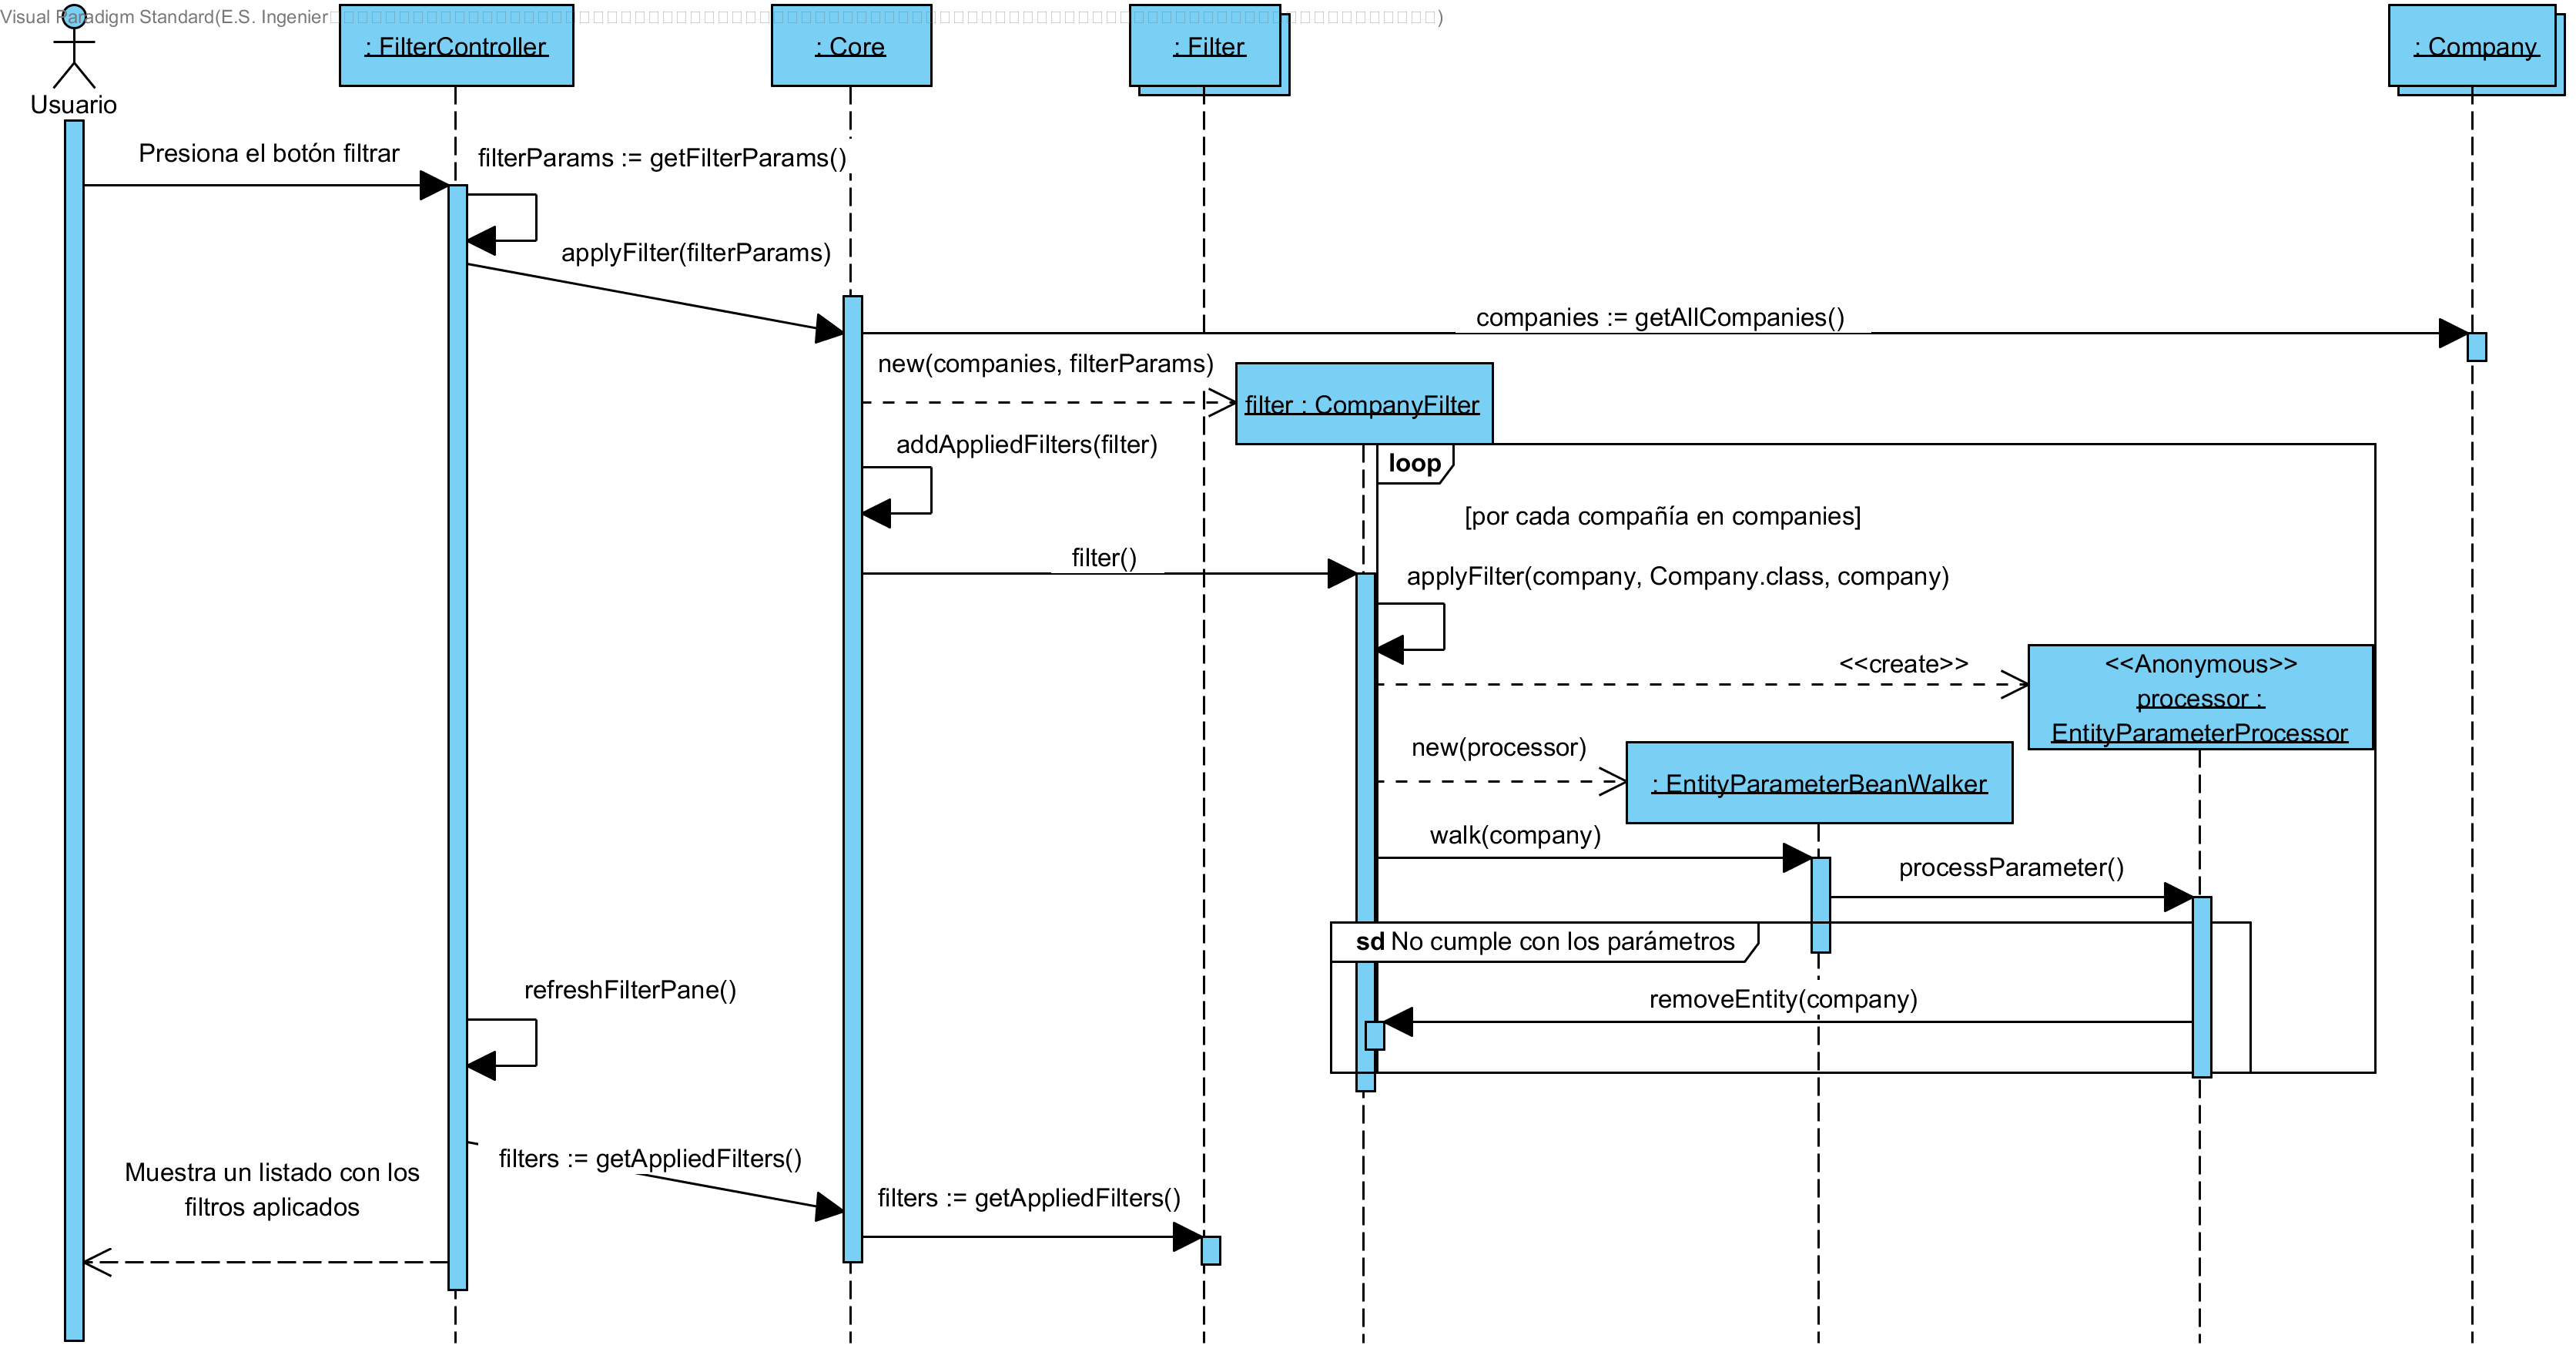 Visual Paradigm Standard(E.S. Ingenier
)
: FilterController
: Core
: Filter
: Company
Usuario
Presiona el botón filtrar
filterParams := getFilterParams()
applyFilter(filterParams)
companies := getAllCompanies()
new(companies, filterParams)
filter : CompanyFilter
addAppliedFilters(filter)
loop
[por cada compañía en companies]
filter()
applyFilter(company, Company.class, company)
<<create>>
<<Anonymous>>
processor :
EntityParameterProcessor
new(processor)
: EntityParameterBeanWalker
walk(company)
processParameter()
sd No cumple con los parámetros
refreshFilterPane()
removeEntity(company)
filters := getAppliedFilters()
Muestra un listado con los
filtros aplicados
filters := getAppliedFilters()